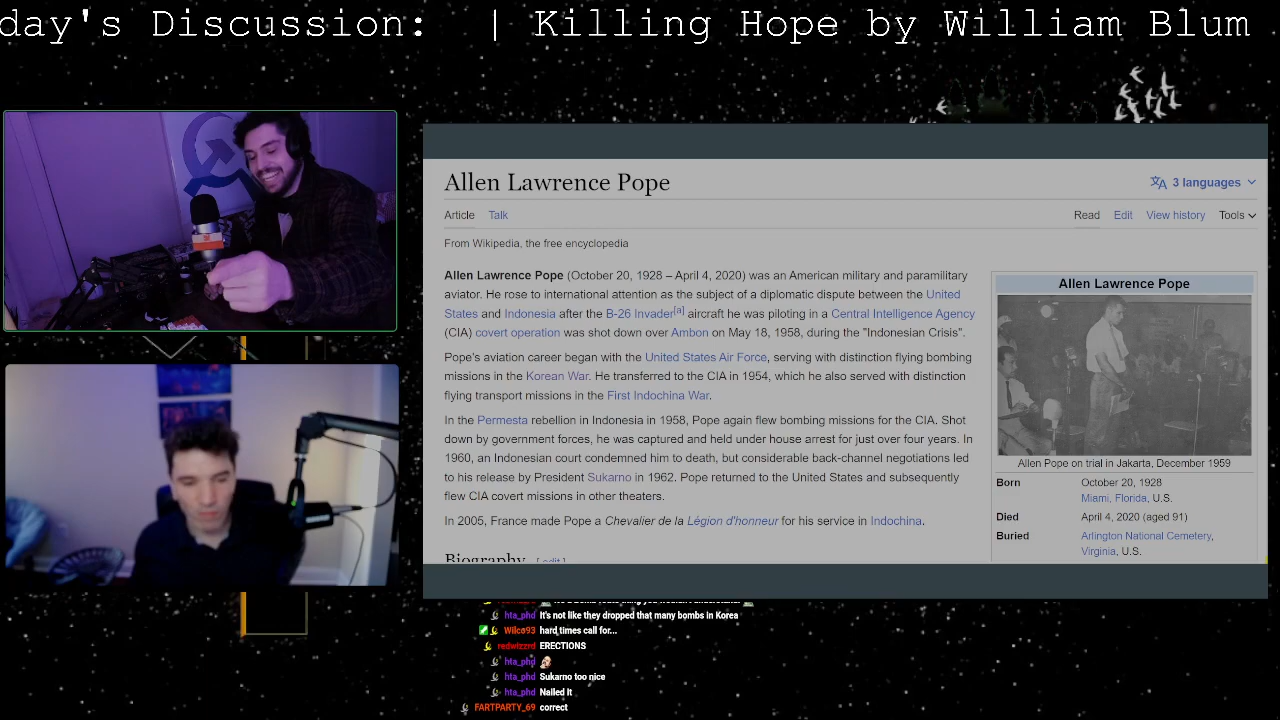 day's Discussion: | Killing Hope by William Blum
Allen Lawrence Pope
3 languages
Article Talk Read Edit View history Tools
From Wikipedia, the free encyclopedia
Allen Lawrence Pope (October 20, 1928 – April 4, 2020) was an American military and paramilitary
aviator. He rose to international attention as the subject of a diplomatic dispute between the United
States and Indonesia after the B-26 Invader[a] aircraft he was piloting in a Central Intelligence Agency
(CIA) covert operation was shot down over Ambon on May 18, 1958, during the "Indonesian Crisis".
Pope's aviation career began with the United States Air Force, serving with distinction flying bombing
missions in the Korean War. He transferred to the CIA in 1954, which he also served with distinction
flying transport missions in the First Indochina War.
In the Permesta rebellion in Indonesia in 1958, Pope again flew bombing missions for the CIA. Shot
down by government forces, he was captured and held under house arrest for just over four years. In
1960, an Indonesian court condemned him to death, but considerable back-channel negotiations led
to his release by President Sukarno in 1962. Pope returned to the United States and subsequently
flew CIA covert missions in other theaters.
In 2005, France made Pope a Chevalier de la Légion d'honneur for his service in Indochina.
Biography [ edit ]
Allen Lawrence Pope
Allen Pope on trial in Jakarta, December 1959
Born October 20, 1928
Miami, Florida, U.S.
Died April 4, 2020 (aged 91)
Buried Arlington National Cemetery,
Virginia, U.S.
hta_phd It's not like they dropped that many bombs in Korea
Wilco93 hard times call for...
redwizzrd ERECTIONS
hta_phd
hta_phd Sukarno too nice
hta_phd Nailed it
FARTPARTY_69 correct